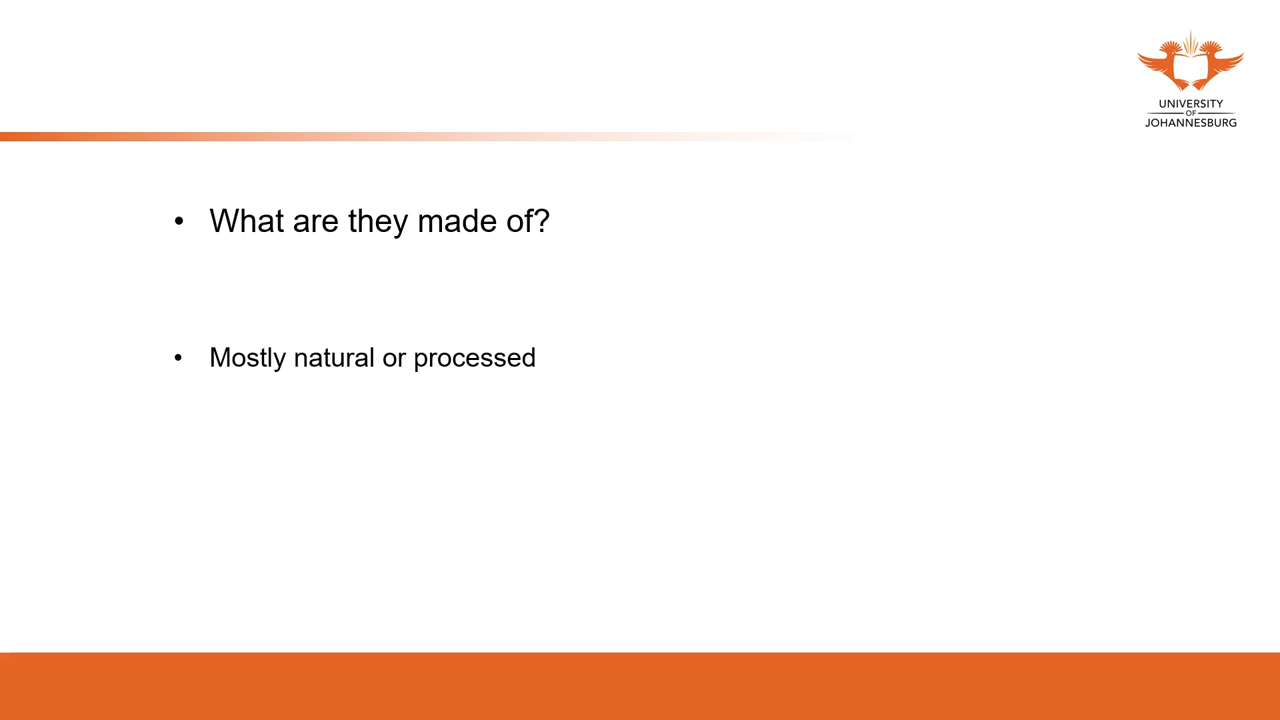 UNIVERSITY
OF
JOHANNESBURG
• What are they made of?
• Mostly natural or processed